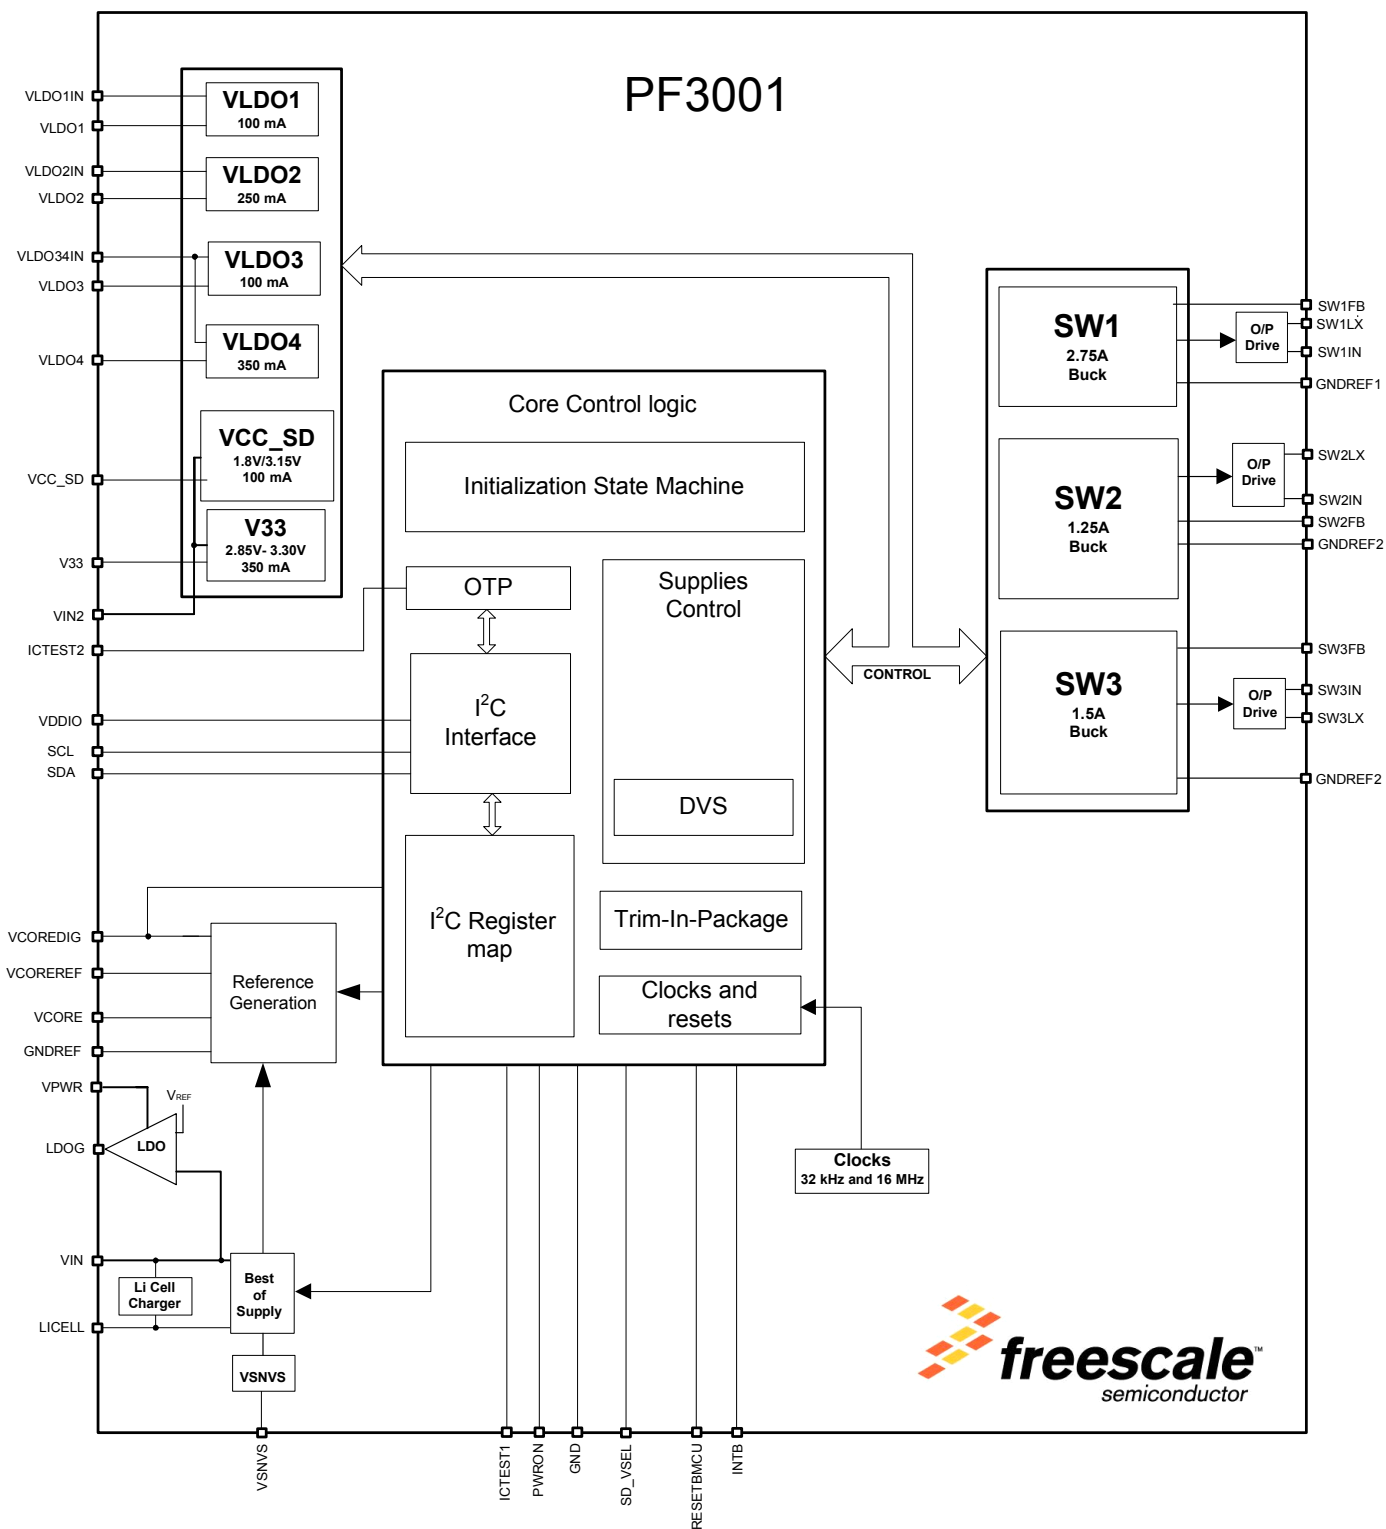 PF3001
VLDO1IN
VLDO1
VLDO2IN
VLDO2
VLDO34IN
VLDO3
VLDO4
VCC_SD
V33
VIN2
ICTEST2
VDDIO
SCL
SDA
VCOREDIG
VCOREREF
VCORE
GNDREF
VPWR
LDOG
VIN
LICELL
VLDO1
100 mA
VLDO2
250 mA
VLDO3
100 mA
VLDO4
350 mA
VCC_SD
1.8V/3.15V
100 mA
V33
2.85V- 3.30V
350 mA
Core Control logic
Initialization State Machine
OTP
I2C
Interface
I2C Register
map
Supplies
Control
DVS
Trim-In-Package
Clocks and
resets
CONTROL
SW1
2.75A
Buck
SW2
1.25A
Buck
SW3
1.5A
Buck
O/P
Drive
O/P
Drive
O/P
Drive
SW1FB
SW1LX
SW1IN
GNDREF1
SW2LX
SW2IN
SW2FB
GNDREF2
SW3FB
SW3IN
SW3LX
GNDREF2
Reference
Generation
VREF
LDO
Li Cell
Charger
Best
of
Supply
VSNVS
Clocks
32 kHz and 16 MHz
freescale™
semiconductor
VSNVS
ICTEST1
PWRON
GND
SD_VSEL
RESETBMCU
INTB